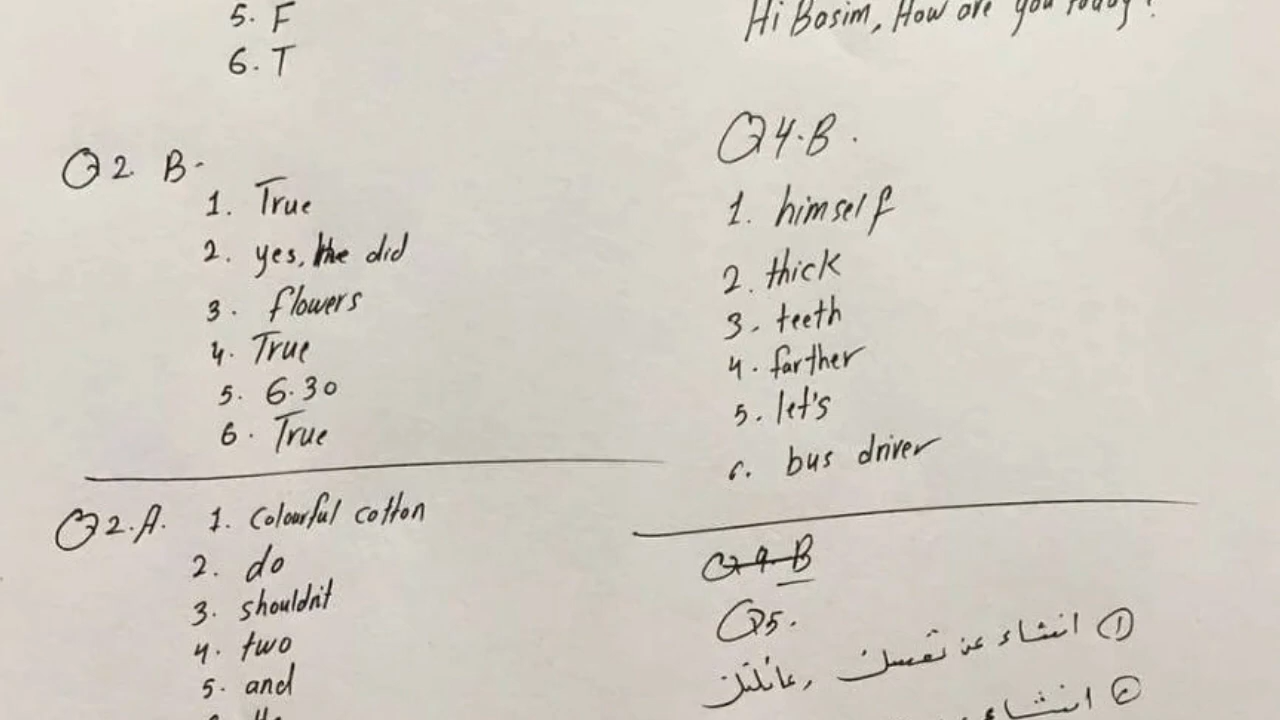 5. F
6. T
Q2. B-
1. True
2. yes, he did
3. flowers
4. True
5. 6.30
6. True
Q2.A. 1. Colourful cotton
2. do
3. shouldn't
4. two
5. and
Hi Basim, How are you today?
Q4.B.
1. himself
2. thick
3. teeth
4. farther
5. let's
6. bus driver
Q4 B
Q5.
① انشاء عن نفسك, عائلتك
② انشاء